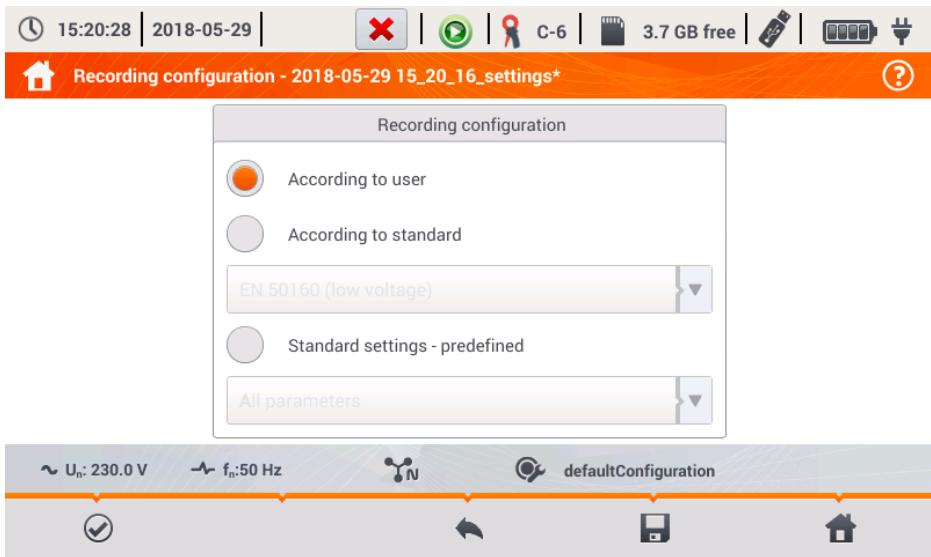 15:20:28 2018-05-29 C-6 3.7 GB free
Recording configuration - 2018-05-29 15_20_16_settings* ?
Recording configuration
According to user
According to standard
EN 50160 (low voltage)
Standard settings - predefined
All parameters
Uₙ: 230.0 V fₙ:50 Hz N defaultConfiguration